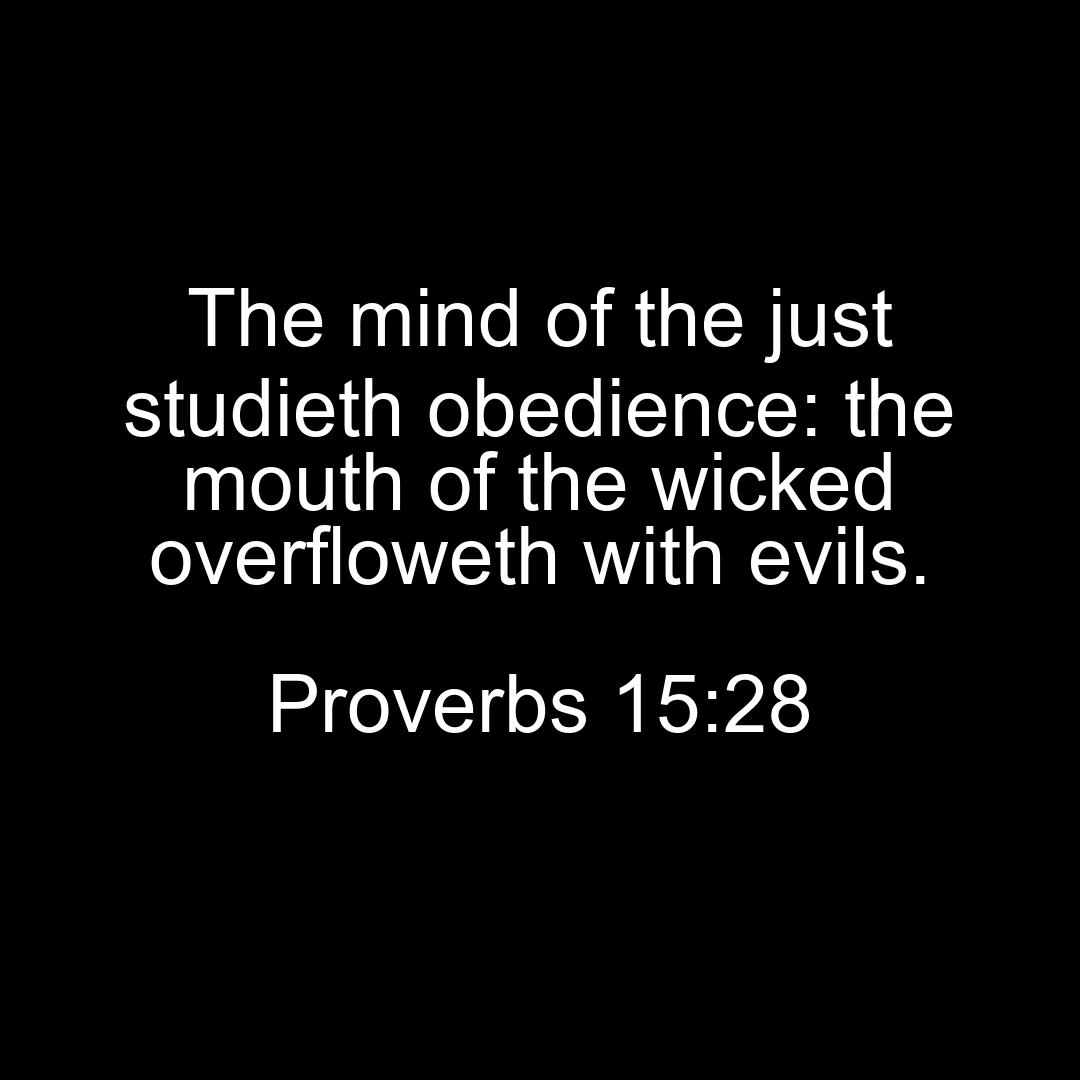 The mind of the just
studieth obedience: the
mouth of the wicked
overfloweth with evils.
Proverbs 15:28